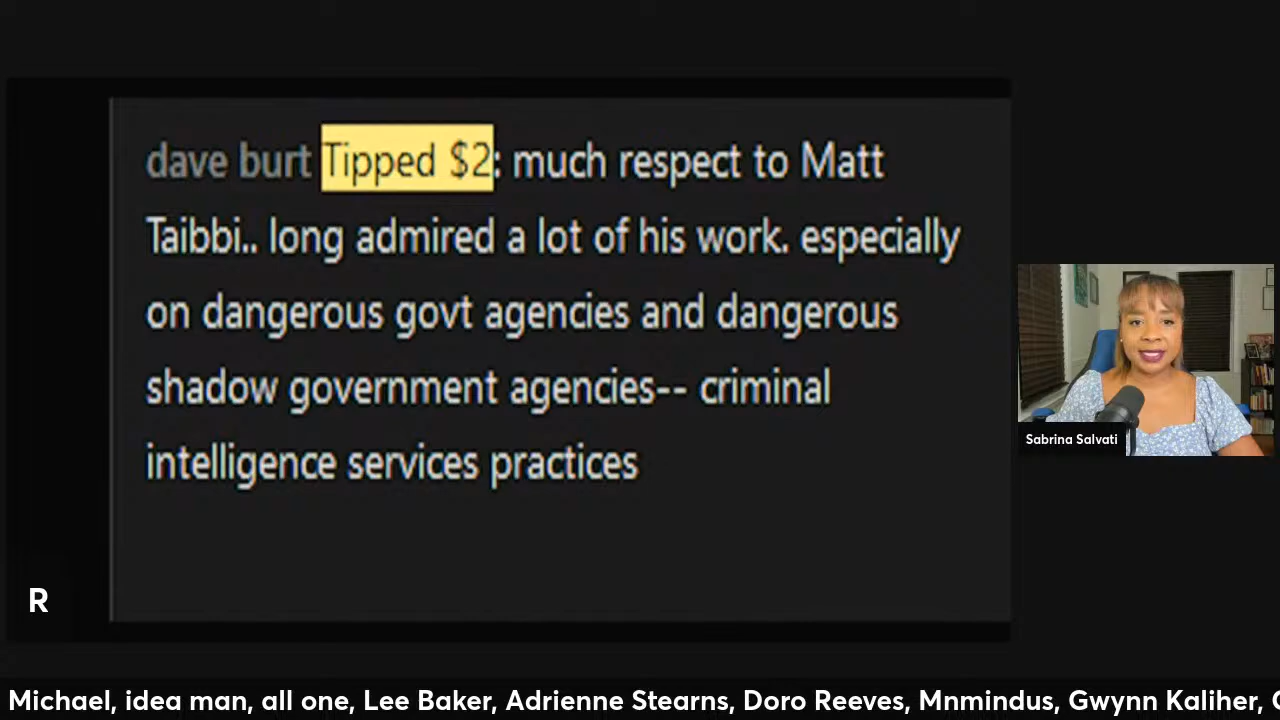 dave burt Tipped $2: much respect to Matt
Taibbi.. long admired a lot of his work. especially
on dangerous govt agencies and dangerous
shadow government agencies-- criminal
intelligence services practices
Sabrina Salvati
R
Michael, idea man, all one, Lee Baker, Adrienne Stearns, Doro Reeves, Mnmindus, Gwynn Kaliher,